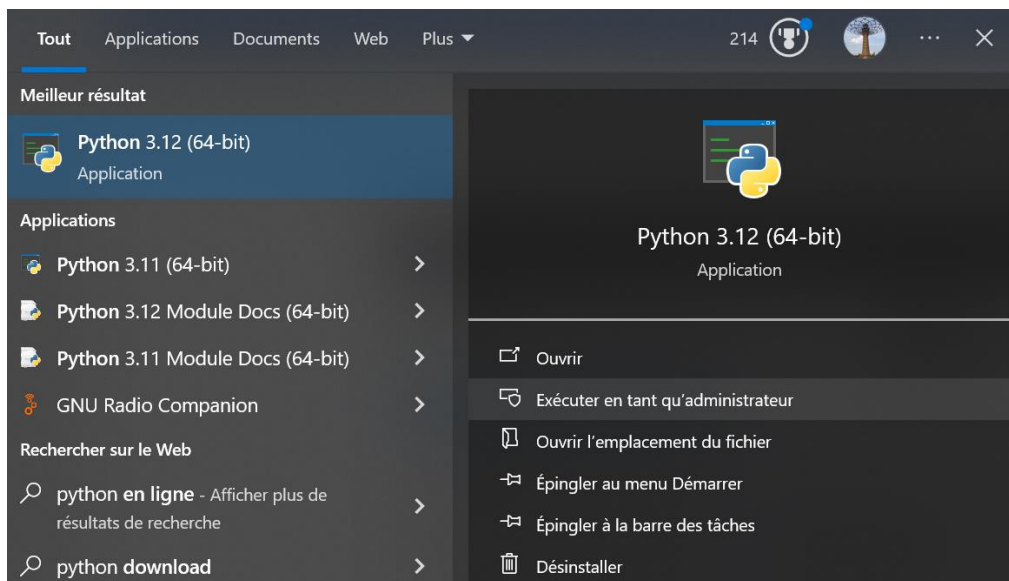 Tout Applications Documents Web Plus 214
Meilleur résultat
Python 3.12 (64-bit)
Application
Applications
Python 3.11 (64-bit)
Python 3.12 Module Docs (64-bit)
Python 3.11 Module Docs (64-bit)
GNU Radio Companion
Rechercher sur le Web
python en ligne - Afficher plus de
résultats de recherche
python download
Python 3.12 (64-bit)
Application
Ouvrir
Exécuter en tant qu’administrateur
Ouvrir l’emplacement du fichier
Épingler au menu Démarrer
Épingler à la barre des tâches
Désinstaller